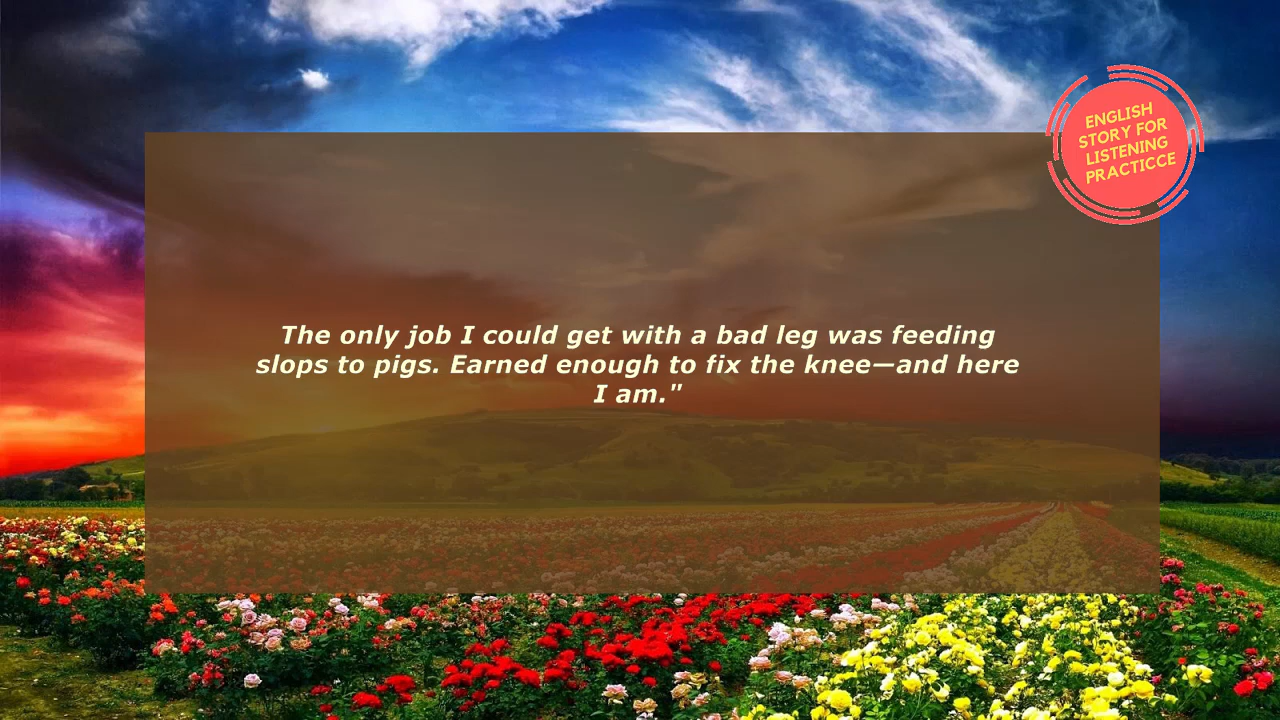 ENGLISH
STORY FOR
LISTENING
PRACTICCE
The only job I could get with a bad leg was feeding
slops to pigs. Earned enough to fix the knee—and here
I am."